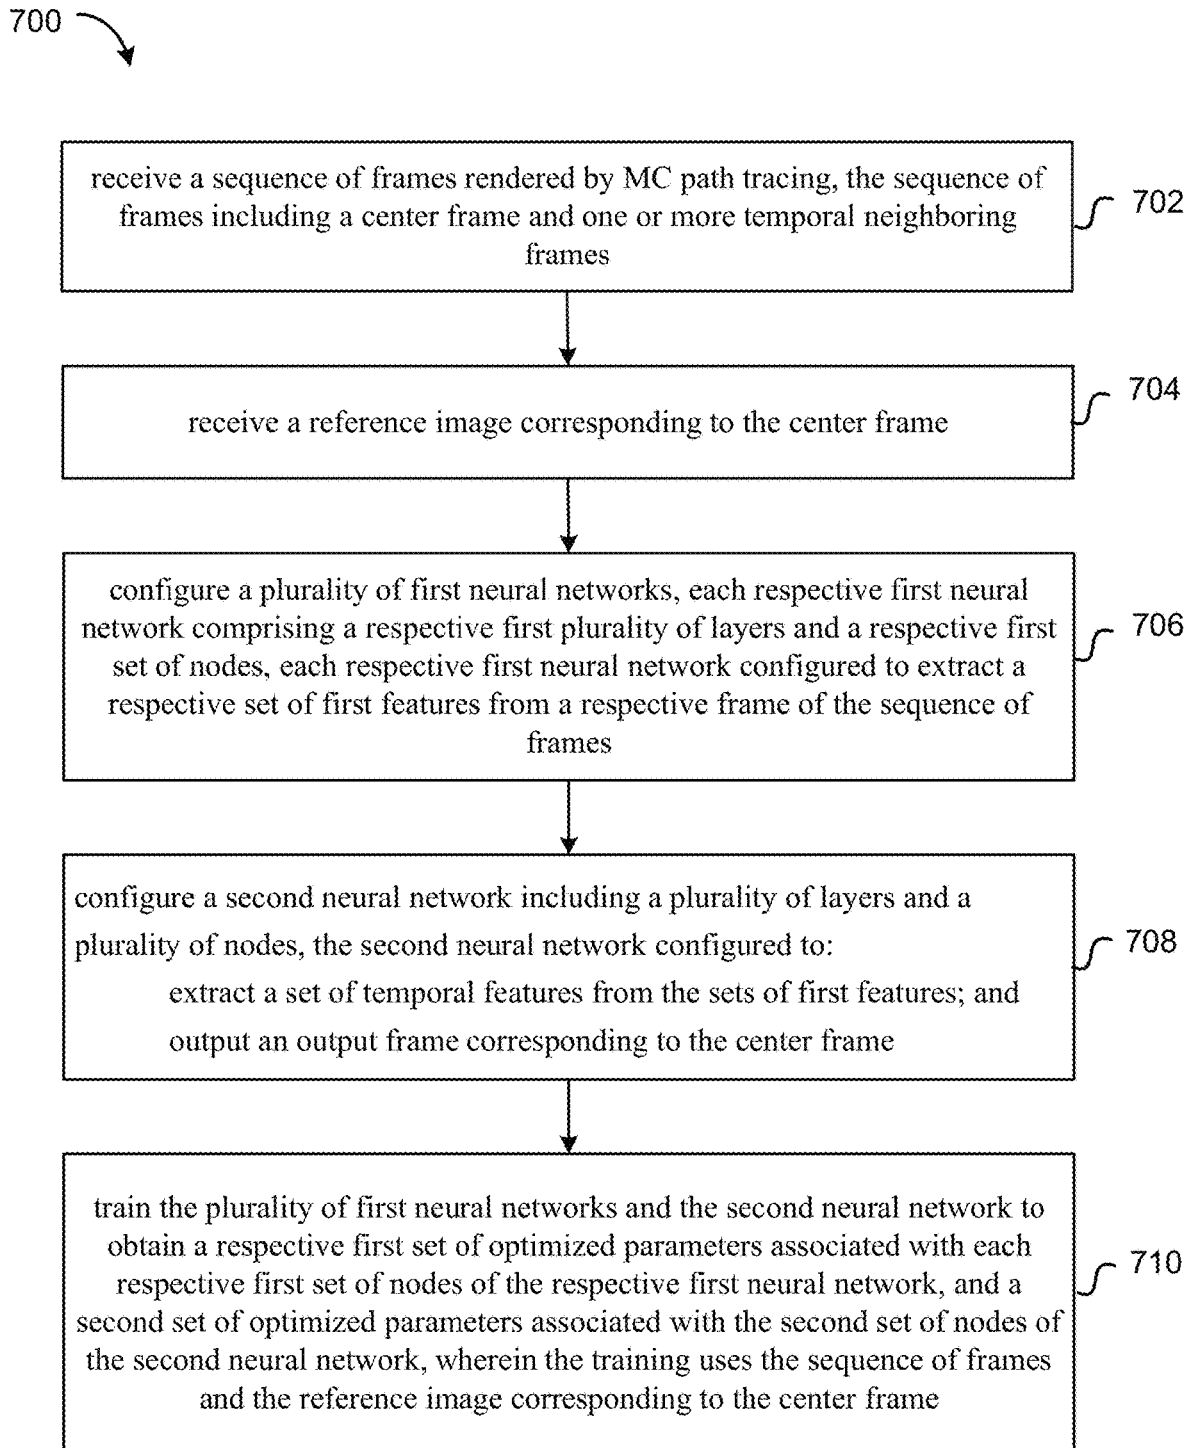 700
receive a sequence of frames rendered by MC path tracing, the sequence of
frames including a center frame and one or more temporal neighboring
frames
702
receive a reference image corresponding to the center frame
704
configure a plurality of first neural networks, each respective first neural
network comprising a respective first plurality of layers and a respective first
set of nodes, each respective first neural network configured to extract a
respective set of first features from a respective frame of the sequence of
frames
706
configure a second neural network including a plurality of layers and a
plurality of nodes, the second neural network configured to:
extract a set of temporal features from the sets of first features; and
output an output frame corresponding to the center frame
708
train the plurality of first neural networks and the second neural network to
obtain a respective first set of optimized parameters associated with each
respective first set of nodes of the respective first neural network, and a
second set of optimized parameters associated with the second set of nodes of
the second neural network, wherein the training uses the sequence of frames
and the reference image corresponding to the center frame
710